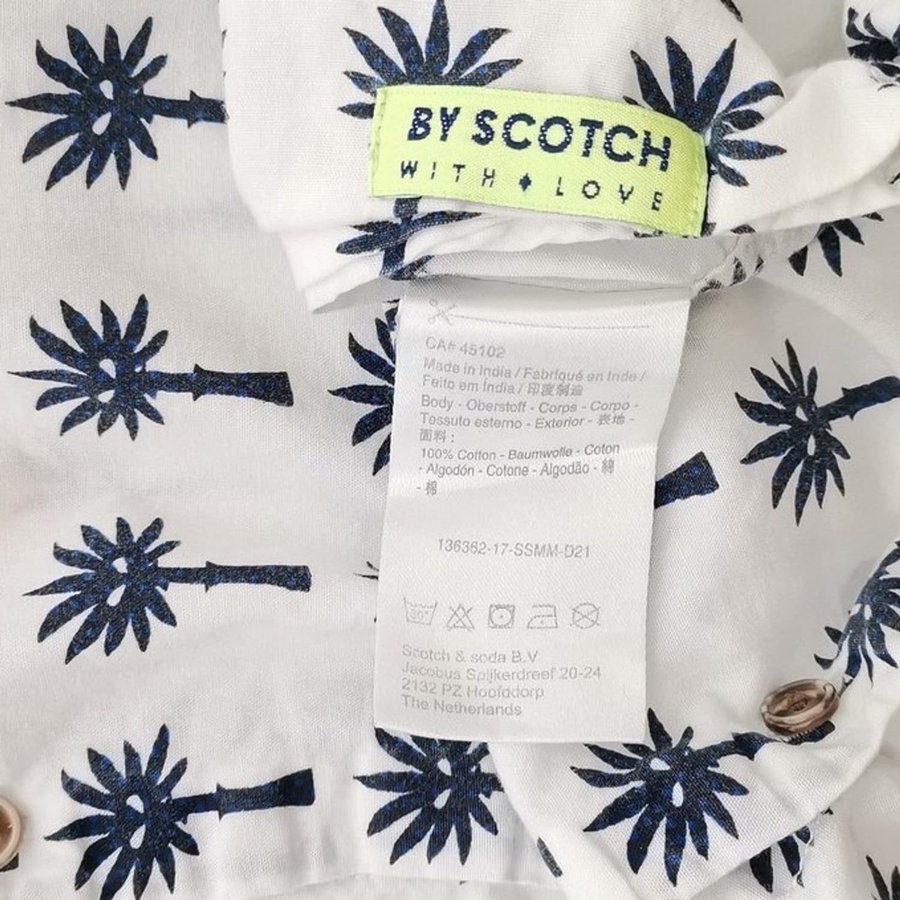 BY SCOTCH
WITH ♦ LOVE
CA# 45102
Made in India / Fabriqué en Inde /
Feito em Índia / 印度制造
Body - Oberstoff - Corps - Corpo -
Tessuto esterno - Exterior - 表地 -
面料 :
100% Cotton - Baumwolle - Coton
- Algodón - Cotone - Algodão - 綿
- 棉
136362-17-SSMM-D21
30°
Scotch & soda B.V
Jacobus Spijkerdreef 20-24
2132 PZ Hoofddorp
The Netherlands